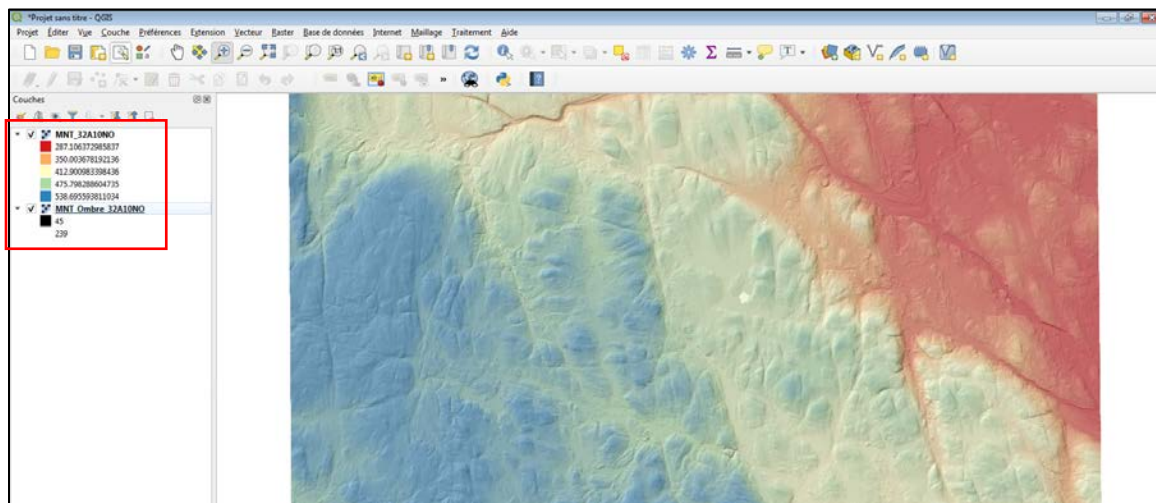 *Projet sans titre - QGIS
Projet Éditer Vue Couche Préférences Extension Vecteur Raster Base de données Internet Maillage Traitement Aide
Couches
MNT_32A10NO
287.106372985837
350.003678192136
412.900983398436
475.798288604735
538.695593811034
MNT_Ombre_32A10NO
45
239